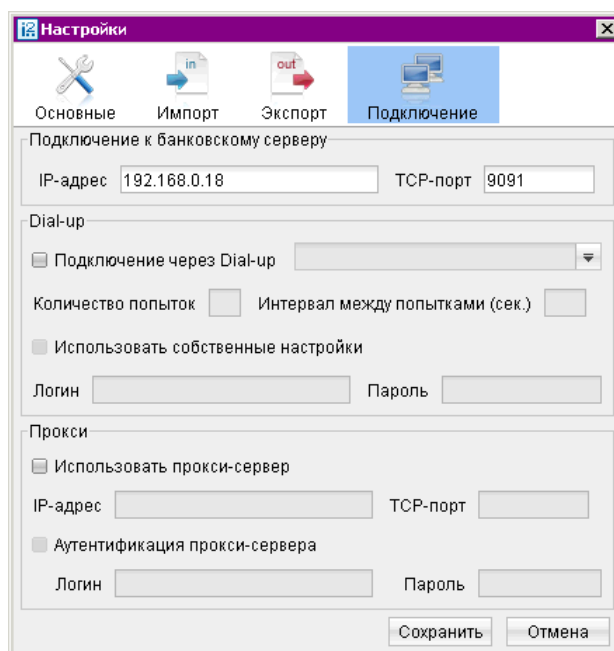 i2 Настройки
in out
Основные Импорт Экспорт Подключение
Подключение к банковскому серверу
IP-адрес 192.168.0.18 TCP-порт 9091
Dial-up
Подключение через Dial-up
Количество попыток Интервал между попытками (сек.)
Использовать собственные настройки
Логин Пароль
Прокси
Использовать прокси-сервер
IP-адрес TCP-порт
Аутентификация прокси-сервера
Логин Пароль
Сохранить Отмена